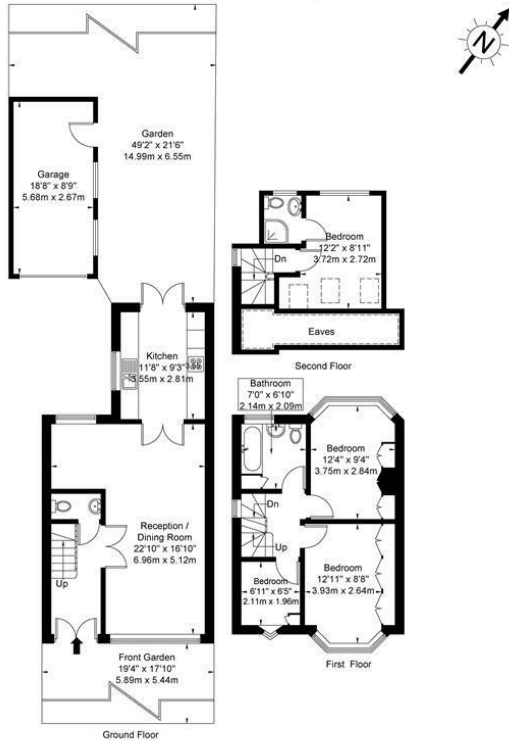 N
Garden
49'2" x 21'6"
14.99m x 6.55m
Garage
18'8" x 8'9"
5.68m x 2.67m
Kitchen
11'8" x 9'3"
3.55m x 2.81m
Reception /
Dining Room
22'10" x 16'10"
6.96m x 5.12m
Up
Front Garden
19'4" x 17'10"
5.89m x 5.44m
Ground Floor
Bedroom
12'2" x 8'11"
3.72m x 2.72m
Dn
Eaves
Second Floor
Bathroom
7'0" x 6'10"
2.14m x 2.09m
Bedroom
12'4" x 9'4"
3.75m x 2.84m
Dn
Up
Bedroom
6'11" x 6'5"
2.11m x 1.96m
Bedroom
12'11" x 8'8"
3.93m x 2.64m
First Floor